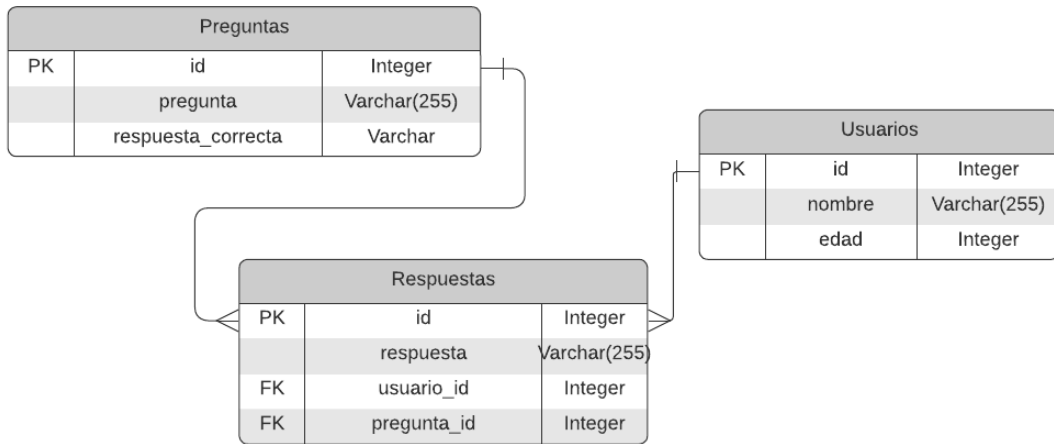 Preguntas
PK id Integer
pregunta Varchar(255)
respuesta_correcta Varchar
Usuarios
PK id Integer
nombre Varchar(255)
edad Integer
Respuestas
PK id Integer
respuesta Varchar(255)
FK usuario_id Integer
FK pregunta_id Integer